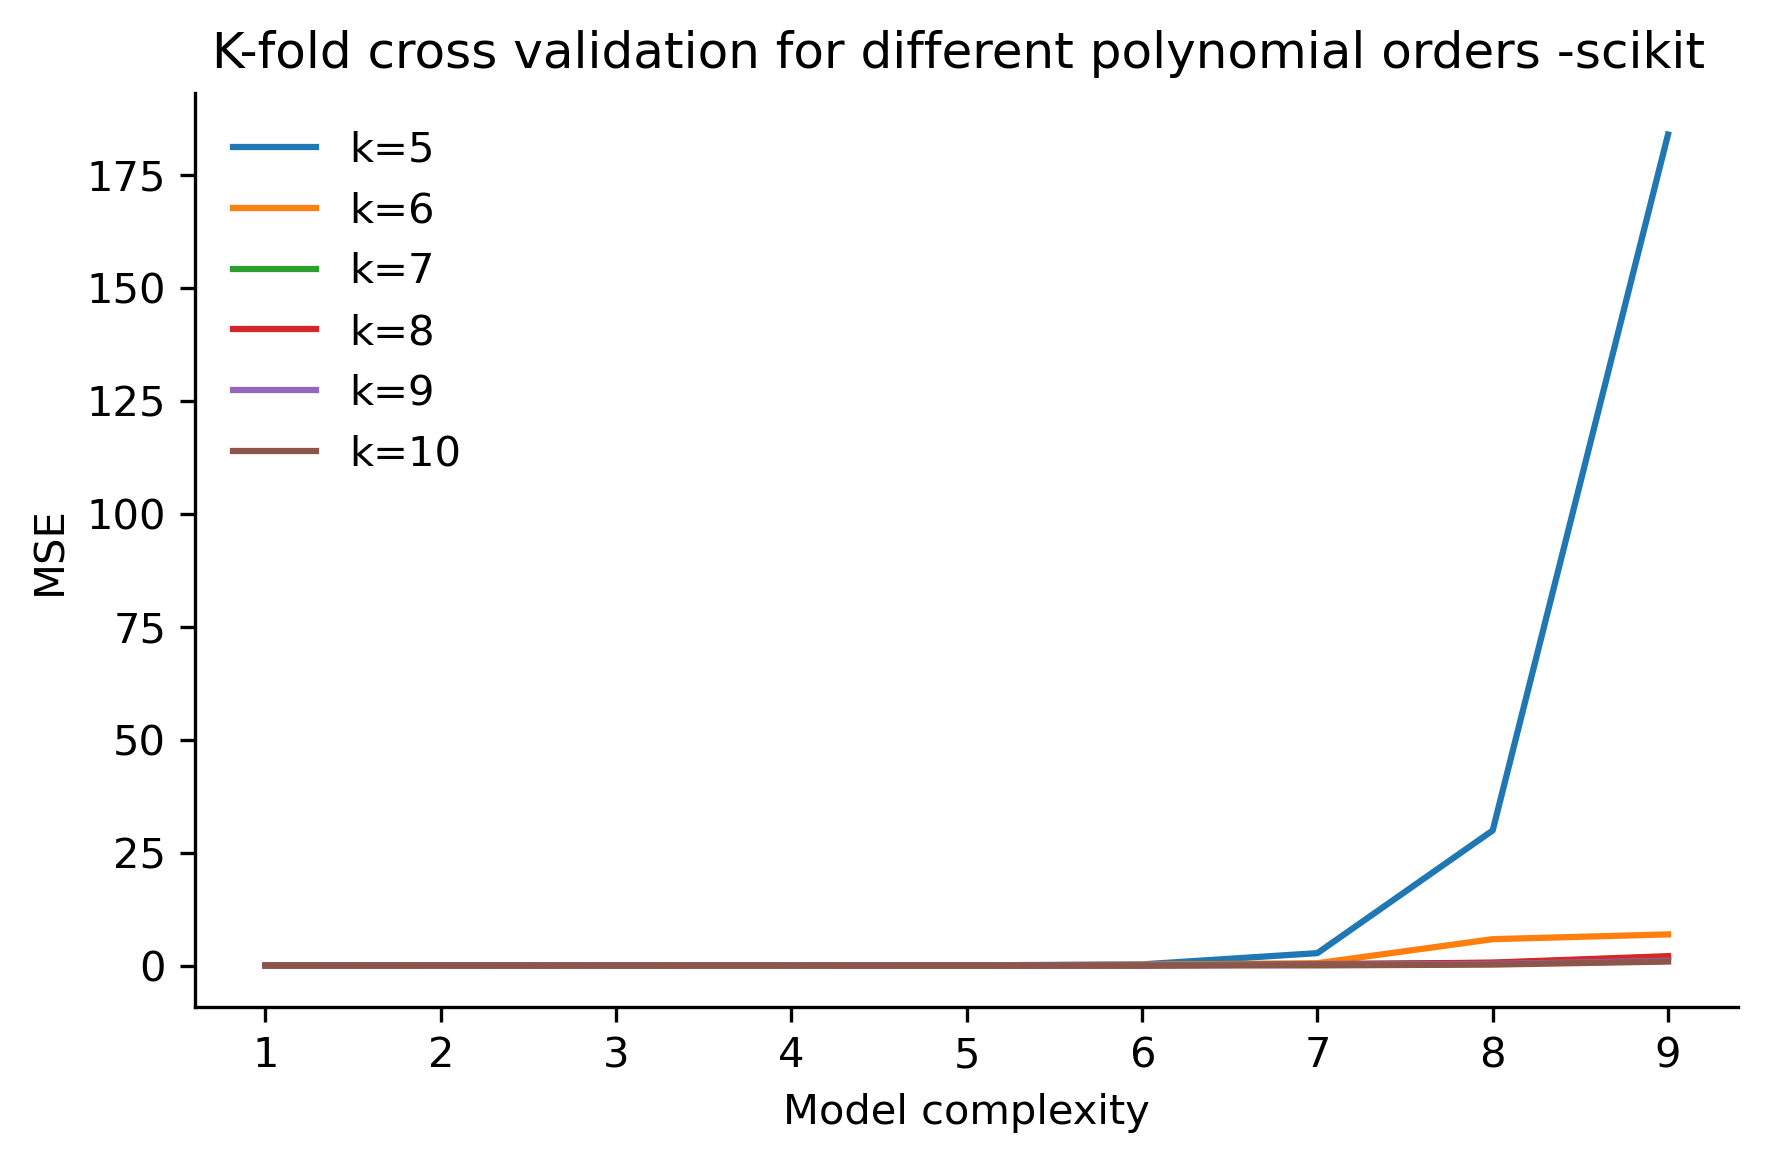 K-fold cross validation for different polynomial orders -scikit
k=5
k=6
k=7
k=8
k=9
k=10
MSE
175
150
125
100
75
50
25
0
1 2 3 4 5 6 7 8 9
Model complexity